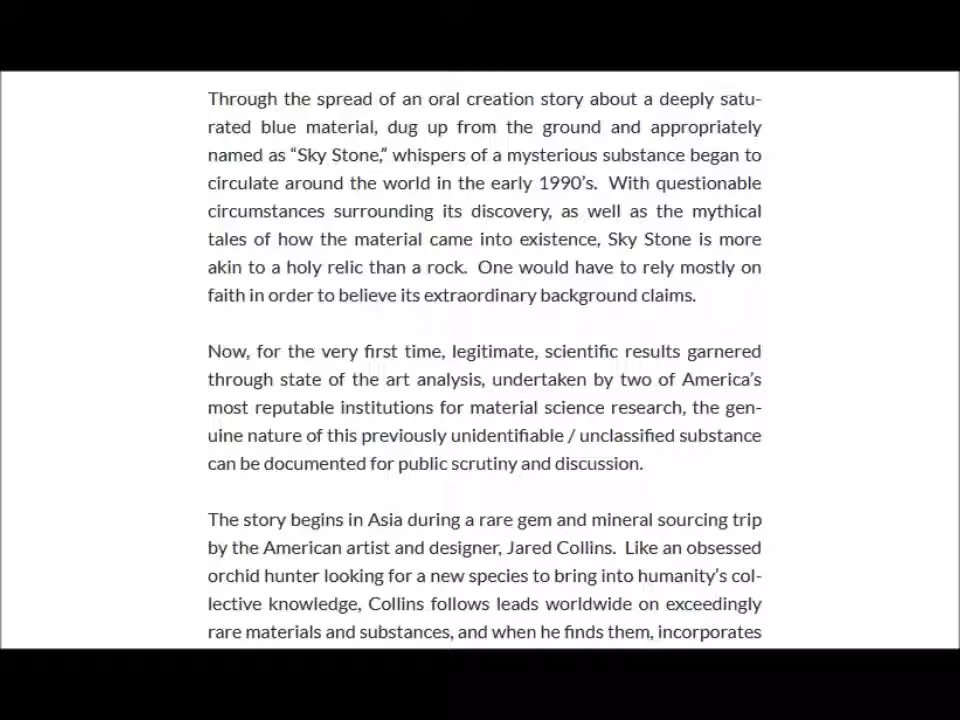 Through the spread of an oral creation story about a deeply satu-
rated blue material, dug up from the ground and appropriately
named as “Sky Stone,” whispers of a mysterious substance began to
circulate around the world in the early 1990’s.  With questionable
circumstances surrounding its discovery, as well as the mythical
tales of how the material came into existence, Sky Stone is more
akin to a holy relic than a rock.  One would have to rely mostly on
faith in order to believe its extraordinary background claims.
Now, for the very first time, legitimate, scientific results garnered
through state of the art analysis, undertaken by two of America’s
most reputable institutions for material science research, the gen-
uine nature of this previously unidentifiable / unclassified substance
can be documented for public scrutiny and discussion.
The story begins in Asia during a rare gem and mineral sourcing trip
by the American artist and designer, Jared Collins.  Like an obsessed
orchid hunter looking for a new species to bring into humanity’s col-
lective knowledge, Collins follows leads worldwide on exceedingly
rare materials and substances, and when he finds them, incorporates